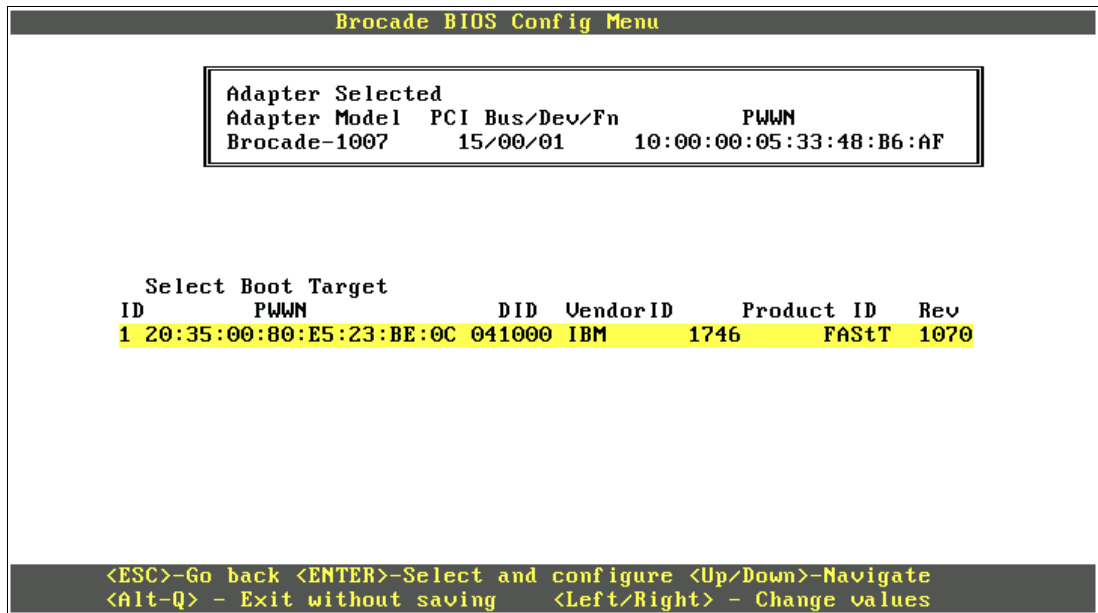 Brocade BIOS Config Menu
Adapter Selected
Adapter Model PCI Bus/Dev/Fn PWWN
Brocade-1007 15/00/01 10:00:00:05:33:48:B6:AF
Select Boot Target
ID PWWN DID VendorID Product ID Rev
1 20:35:00:80:E5:23:BE:0C 041000 IBM 1746 FAStT 1070
<ESC>-Go back <ENTER>-Select and configure <Up/Down>-Navigate
<Alt-Q> - Exit without saving <Left/Right> - Change values